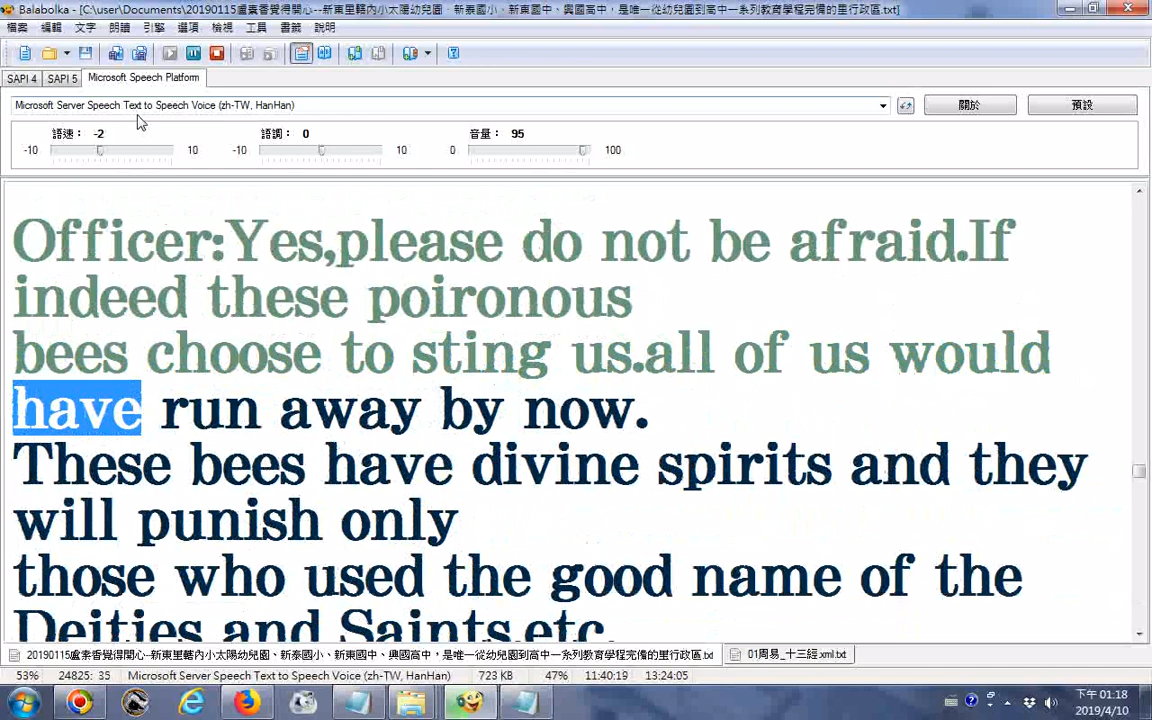 Balabolka - [C:\user\Documents\20190115盧素香覺得開心--新東里轄內小太陽幼兒園﹑新泰國小、新東國中、興國高中，是唯一從幼兒園到高中一系列教育學程完備的里行政區.txt]
檔案 編輯 文字 朗讀 引擎 選項 檢視 工具 書籤 說明
SAPI 4 SAPI 5 Microsoft Speech Platform
Microsoft Server Speech Text to Speech Voice (zh-TW, HanHan) 關於 預設
語速： -2 語調： 0 音量： 95
-10 10 -10 10 0 100
Officer:Yes,please do not be afraid.If
indeed these poironous
bees choose to sting us.all of us would
have run away by now.
These bees have divine spirits and they
will punish only
those who used the good name of the
Deities and Saints,etc.
20190115盧素香覺得開心--新東里轄內小太陽幼兒園、新泰國小、新東國中、興國高中，是唯一從幼兒園到高中一系列教育學程完備的里行政區.txt 01周易_十三經.xml.txt
53% 24825: 35 Microsoft Server Speech Text to Speech Voice (zh-TW, HanHan) 723 KB 47% 11:40:19 13:24:05
下午 01:18
2019/4/10